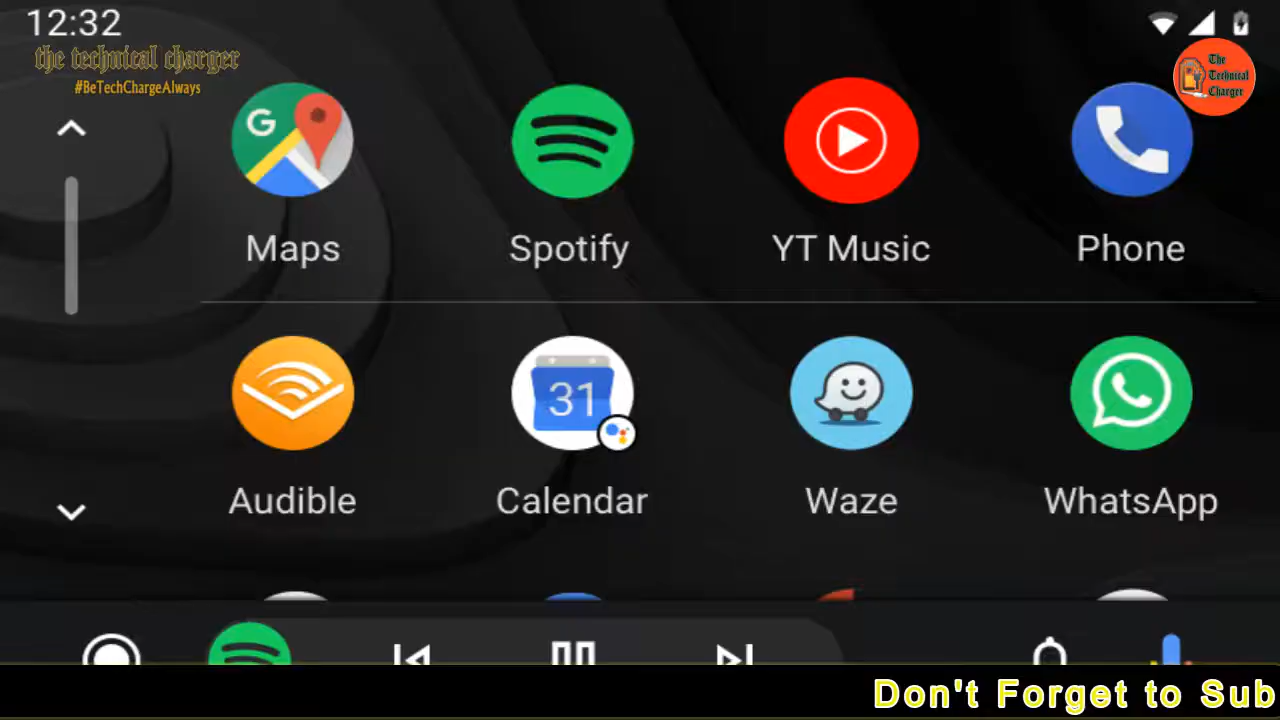 12:32
the technical charger
#BeTechChargeAlways
The
Technical
Charger
G
Maps
Spotify
YT Music
Phone
31
Audible
Calendar
Waze
WhatsApp
Don't Forget to Sub